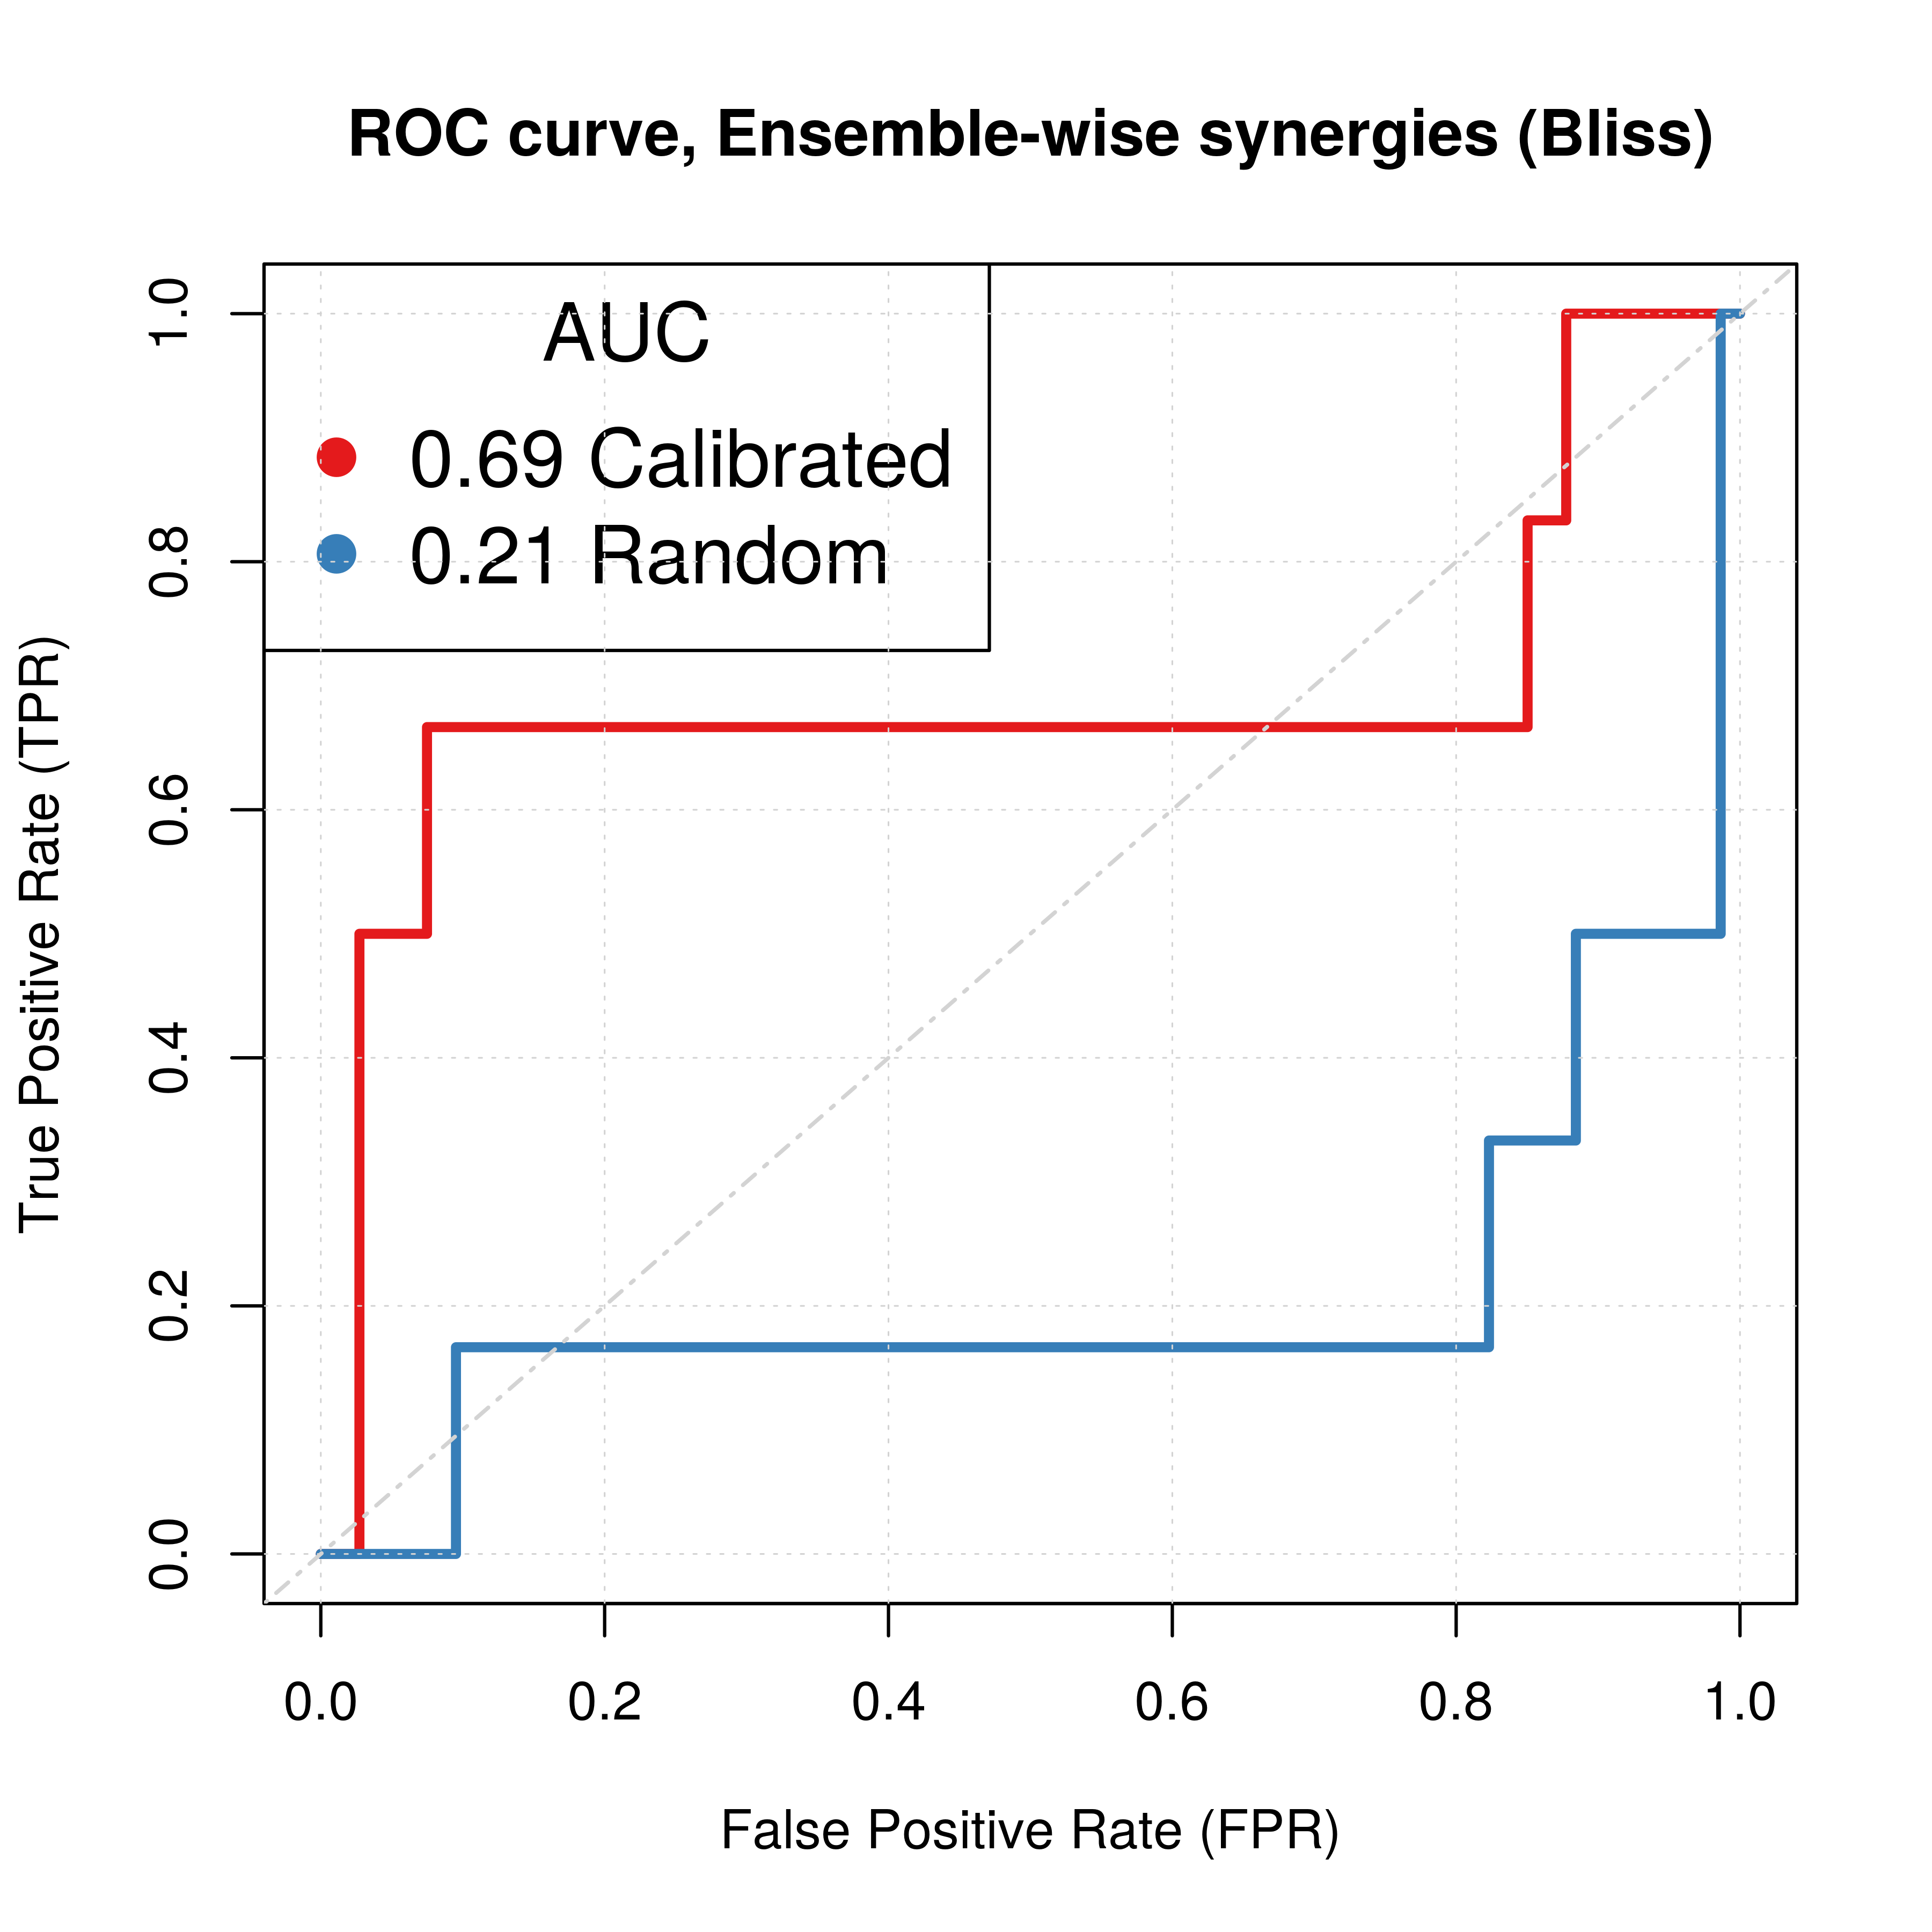 ROC curve, Ensemble-wise synergies (Bliss)
AUC
0.69 Calibrated
0.21 Random
True Positive Rate (TPR)
1.0
0.8
0.6
0.4
0.2
0.0
0.0 0.2 0.4 0.6 0.8 1.0
False Positive Rate (FPR)